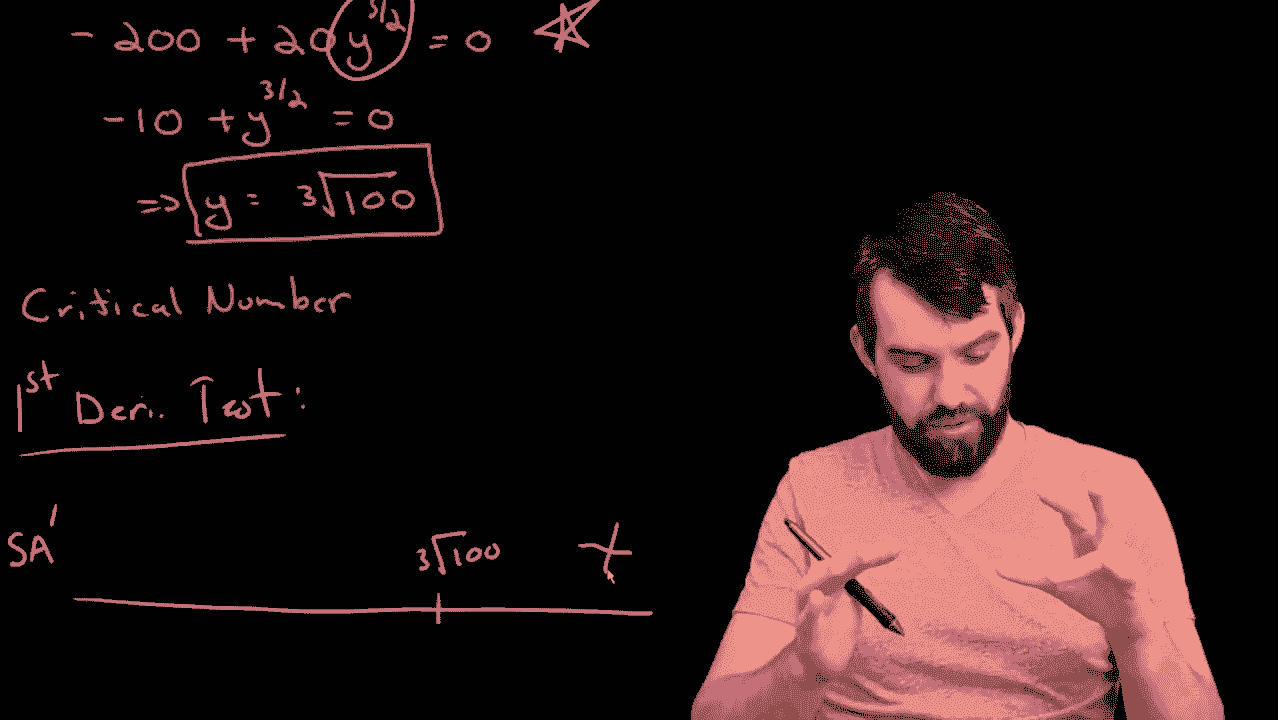 - 200 + 20y^3/2 = 0 ☆
-10 + y^3/2 = 0
=> y = 3√100
Critical Number
1st Deri. Test:
SA' 3√100 +